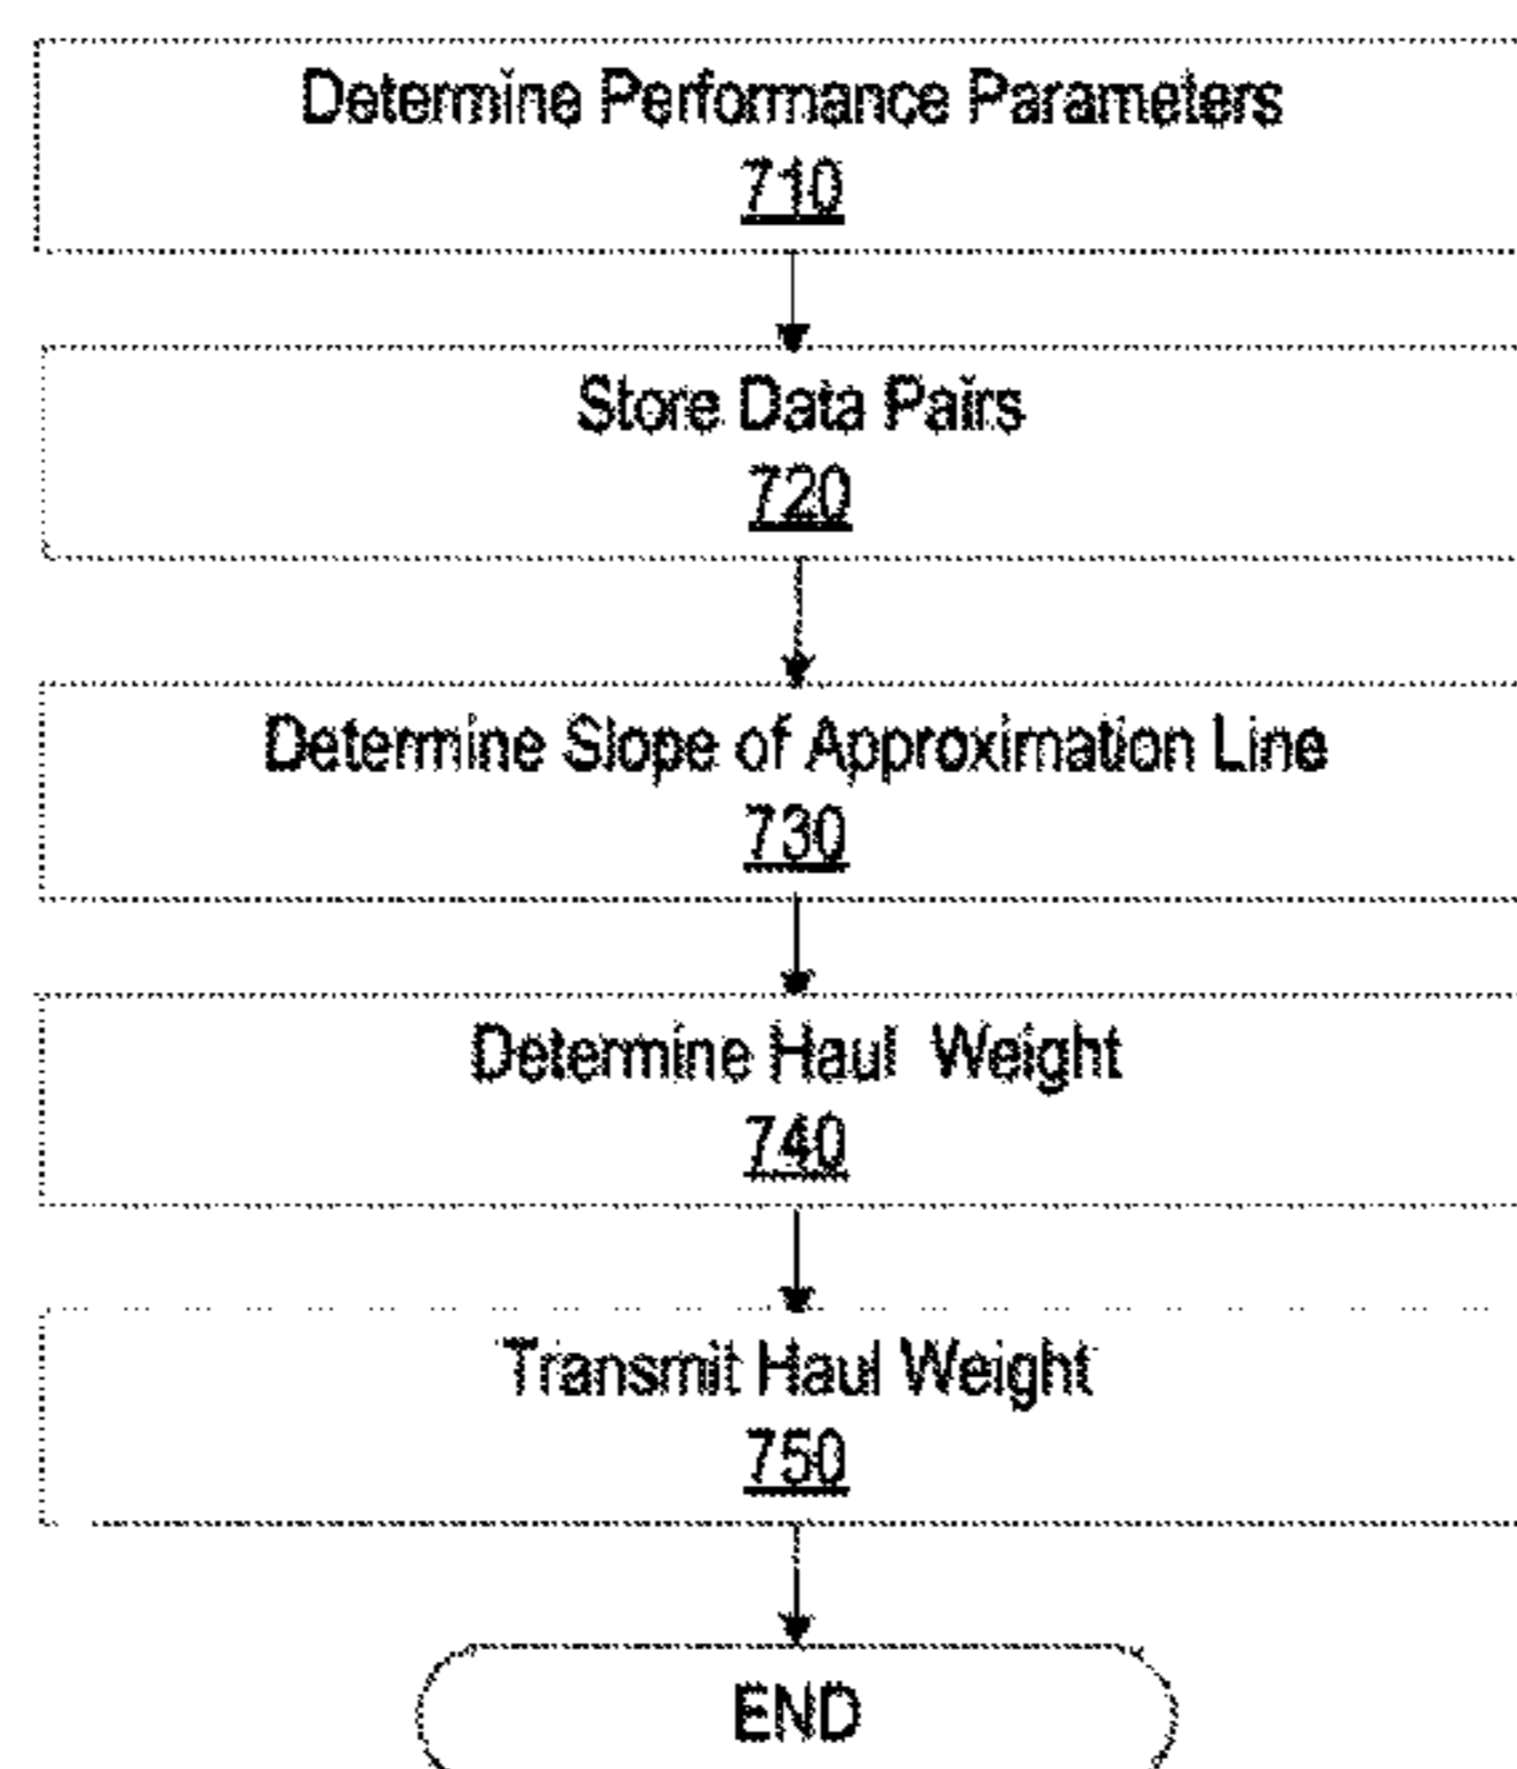 Determine Performance Parameters
710
Store Data Pairs
720
Determine Slope of Approximation Line
730
Determine Haul Weight
740
Transmit Haul Weight
750
END